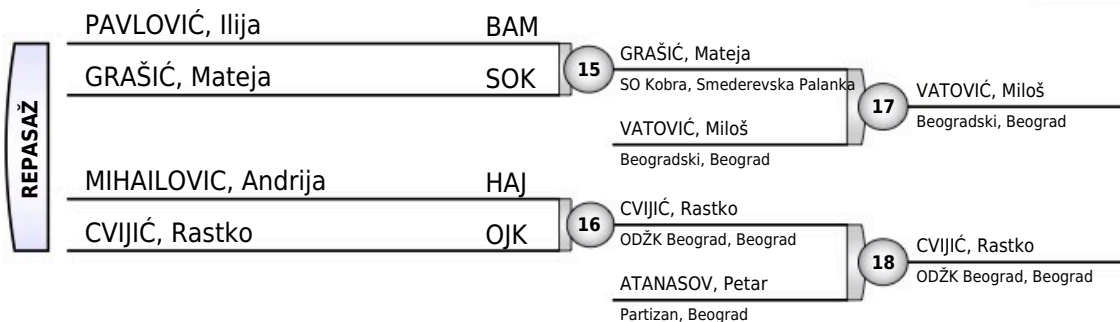 REPASAŽ
PAVLOVIĆ, Ilija BAM
GRAŠIĆ, Mateja SOK
15
GRAŠIĆ, Mateja
SO Kobra, Smederevska Palanka
VATOVIĆ, Miloš
Beogradski, Beograd
17
VATOVIĆ, Miloš
Beogradski, Beograd
MIHAILOVIC, Andrija HAJ
CVIJIĆ, Rastko OJK
16
CVIJIĆ, Rastko
ODŽK Beograd, Beograd
ATANASOV, Petar
Partizan, Beograd
18
CVIJIĆ, Rastko
ODŽK Beograd, Beograd